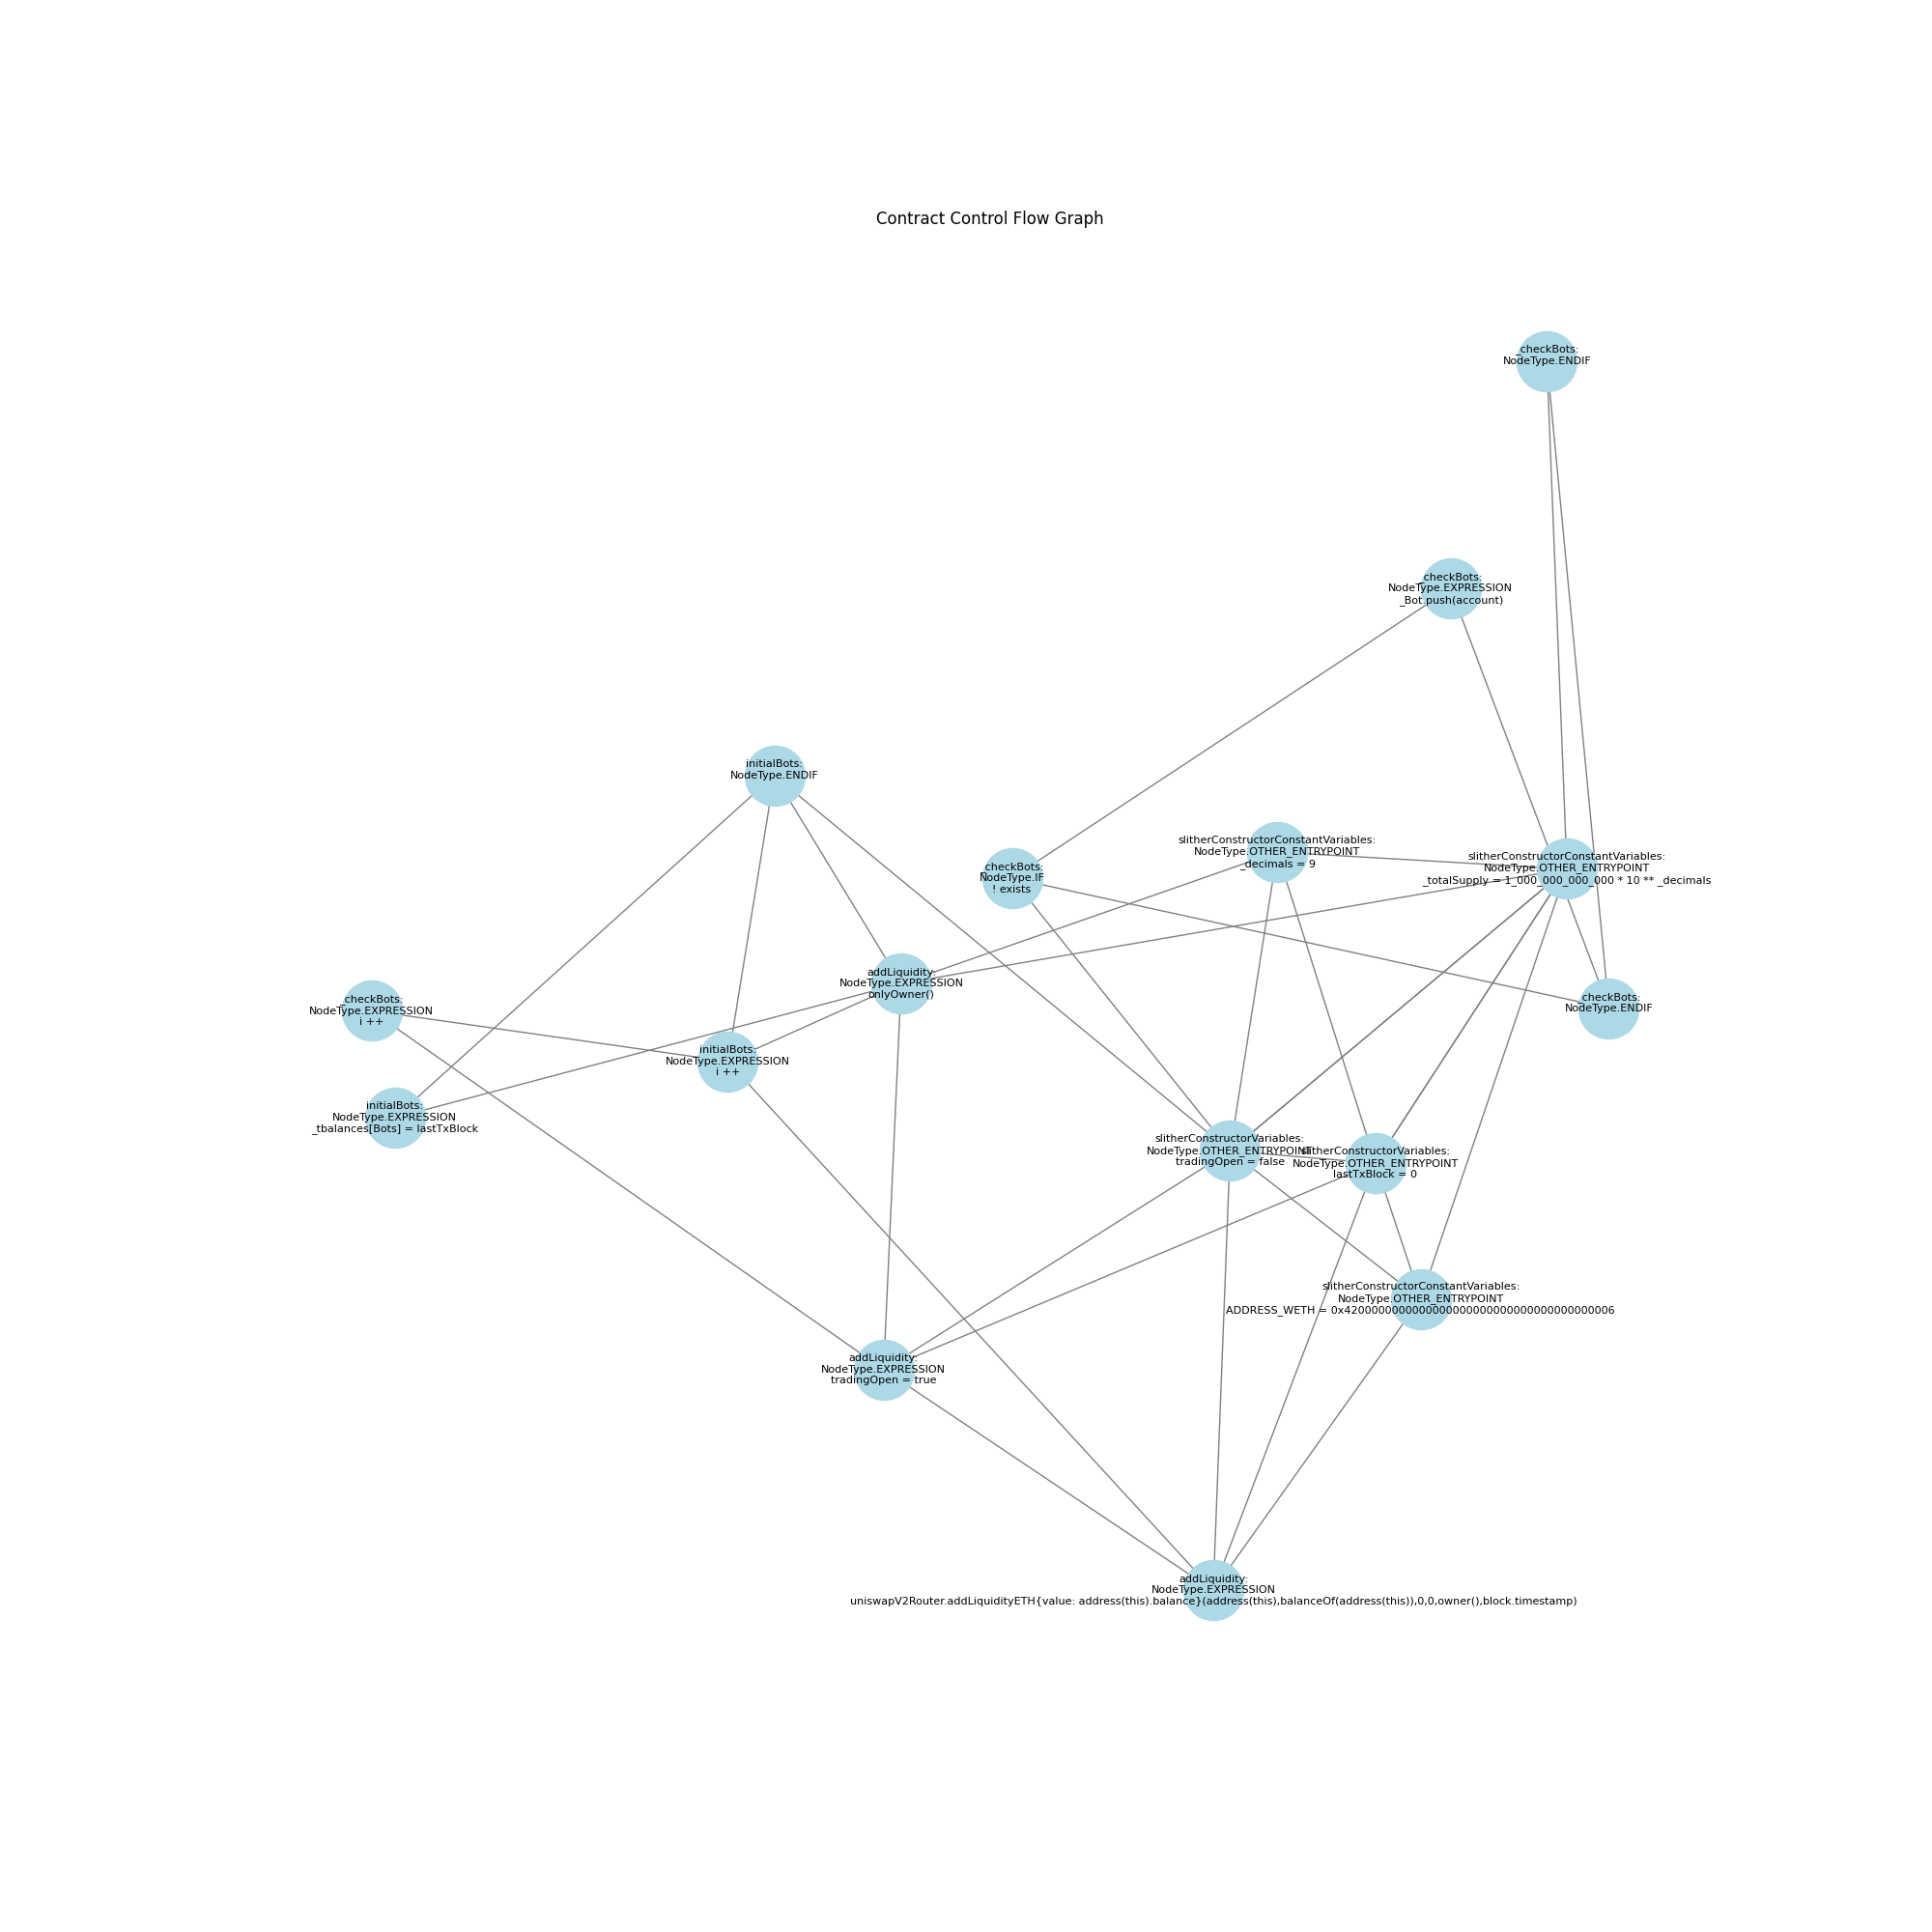 Contract Control Flow Graph
_checkBots:
NodeType.ENDIF
_checkBots:
NodeType.EXPRESSION
_Bot.push(account)
initialBots:
NodeType.ENDIF
slitherConstructorConstantVariables:
NodeType.OTHER_ENTRYPOINT
_decimals = 9
_checkBots:
NodeType.IF
! exists
slitherConstructorConstantVariables:
NodeType.OTHER_ENTRYPOINT
_totalSupply = 1_000_000_000_000 * 10 ** _decimals
addLiquidity:
NodeType.EXPRESSION
onlyOwner()
_checkBots:
NodeType.EXPRESSION
i ++
_checkBots:
NodeType.ENDIF
initialBots:
NodeType.EXPRESSION
i ++
initialBots:
NodeType.EXPRESSION
_tbalances[Bots] = lastTxBlock
slitherConstructorVariables:
NodeType.OTHER_ENTRYPOINT
tradingOpen = false
slitherConstructorVariables:
NodeType.OTHER_ENTRYPOINT
lastTxBlock = 0
slitherConstructorConstantVariables:
NodeType.OTHER_ENTRYPOINT
ADDRESS_WETH = 0x4200000000000000000000000000000000000006
addLiquidity:
NodeType.EXPRESSION
tradingOpen = true
addLiquidity:
NodeType.EXPRESSION
uniswapV2Router.addLiquidityETH{value: address(this).balance}(address(this),balanceOf(address(this)),0,0,owner(),block.timestamp)